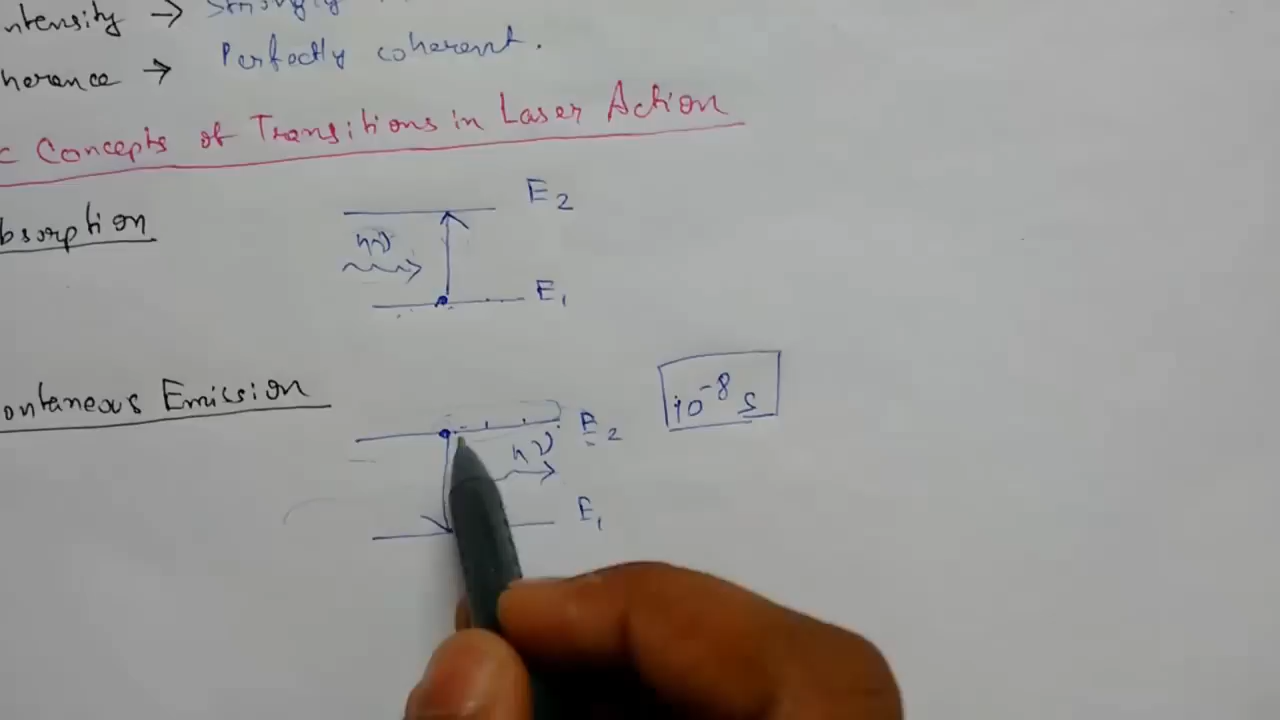 ntensity →
herence → Perfectly coherent.
c Concepts of Transitions in Laser Action
bsorption
E2
hν
E1
ontaneous Emission
10-8 s
E2
hν
E1